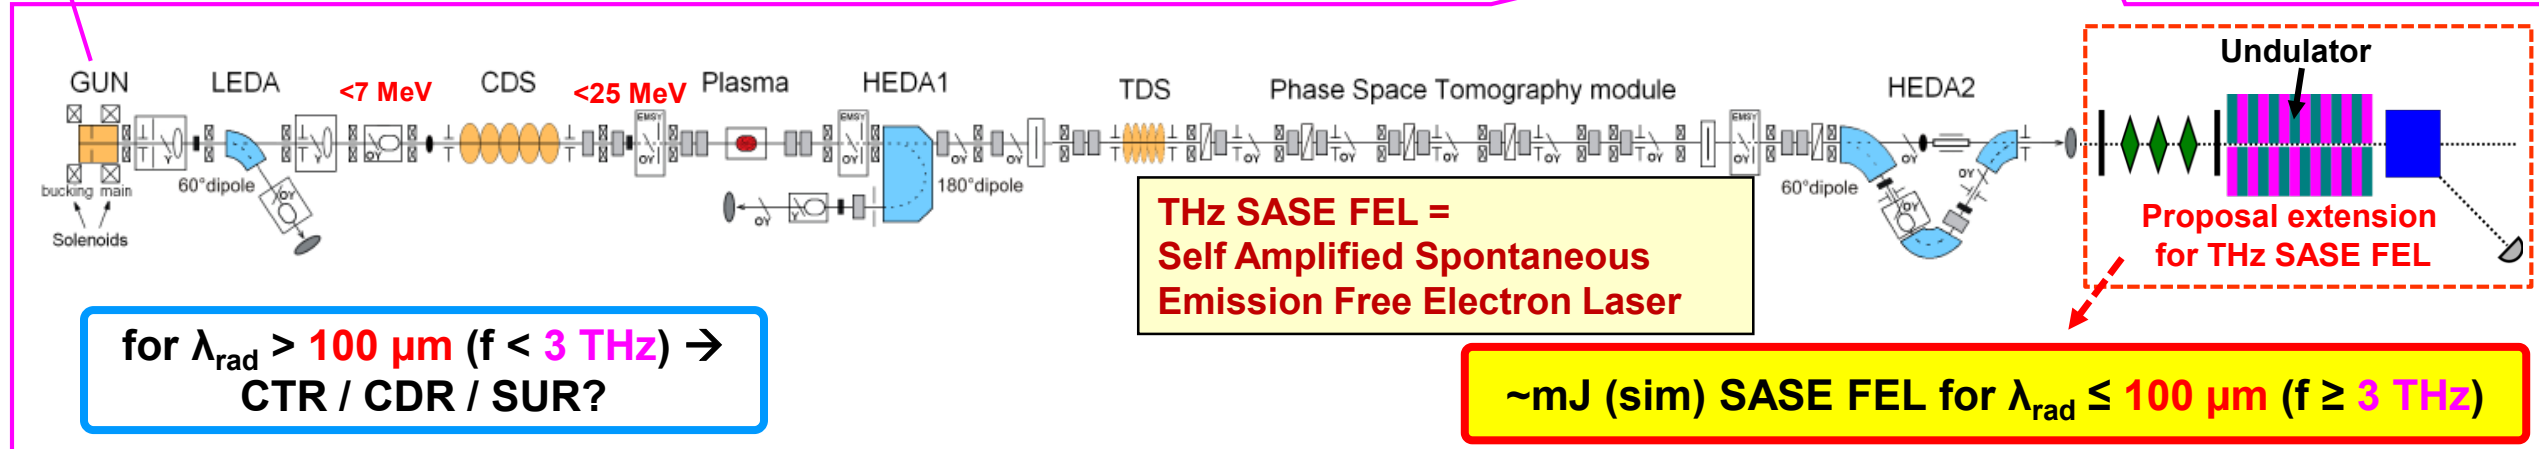 GUN
LEDA
<7 MeV
CDS
<25 MeV
Plasma
HEDA1
TDS
Phase Space Tomography module
HEDA2
Undulator
EMSY
EMSY
EMSY
bucking main
Solenoids
60°dipole
180°dipole
60°dipole
THz SASE FEL =
Self Amplified Spontaneous
Emission Free Electron Laser
Proposal extension
for THz SASE FEL
for λrad > 100 µm (f < 3 THz) →
CTR / CDR / SUR?
~mJ (sim) SASE FEL for λrad ≤ 100 µm (f ≥ 3 THz)